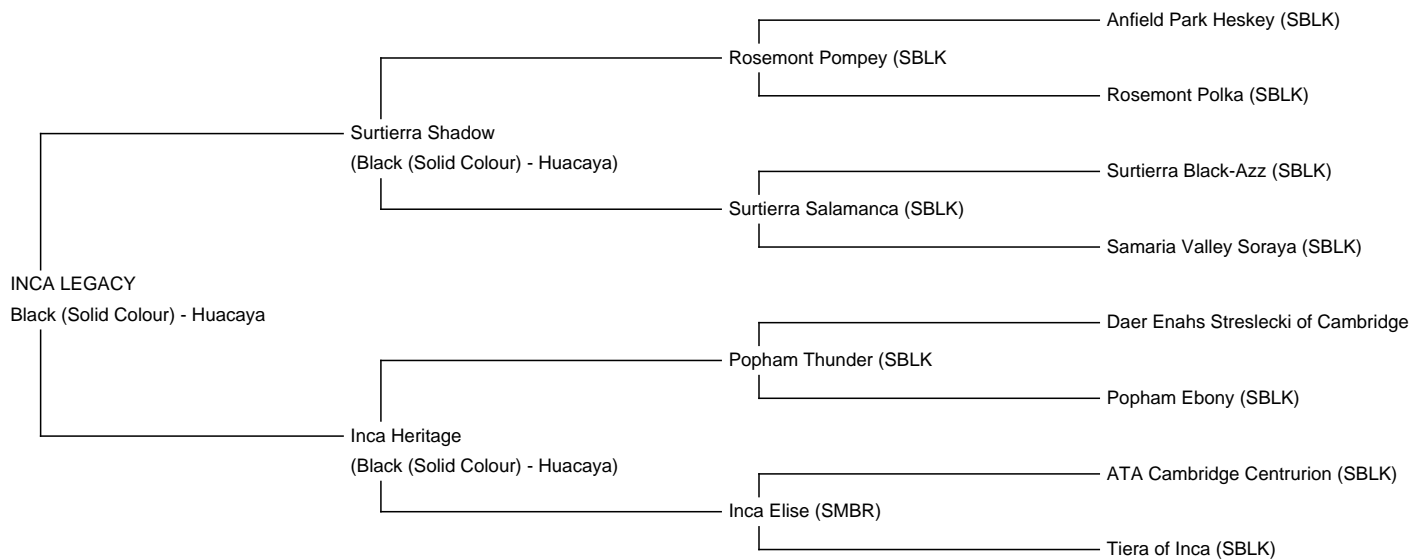 Anfield Park Heskey (SBLK)
Rosemont Pompey (SBLK
Rosemont Polka (SBLK)
Surtierra Shadow
(Black (Solid Colour) - Huacaya)
Surtierra Black-Azz (SBLK)
Surtierra Salamanca (SBLK)
Samaria Valley Soraya (SBLK)
INCA LEGACY
Black (Solid Colour) - Huacaya
Daer Enahs Streslecki of Cambridge
Popham Thunder (SBLK
Popham Ebony (SBLK)
Inca Heritage
(Black (Solid Colour) - Huacaya)
ATA Cambridge Centrurion (SBLK)
Inca Elise (SMBR)
Tiera of Inca (SBLK)